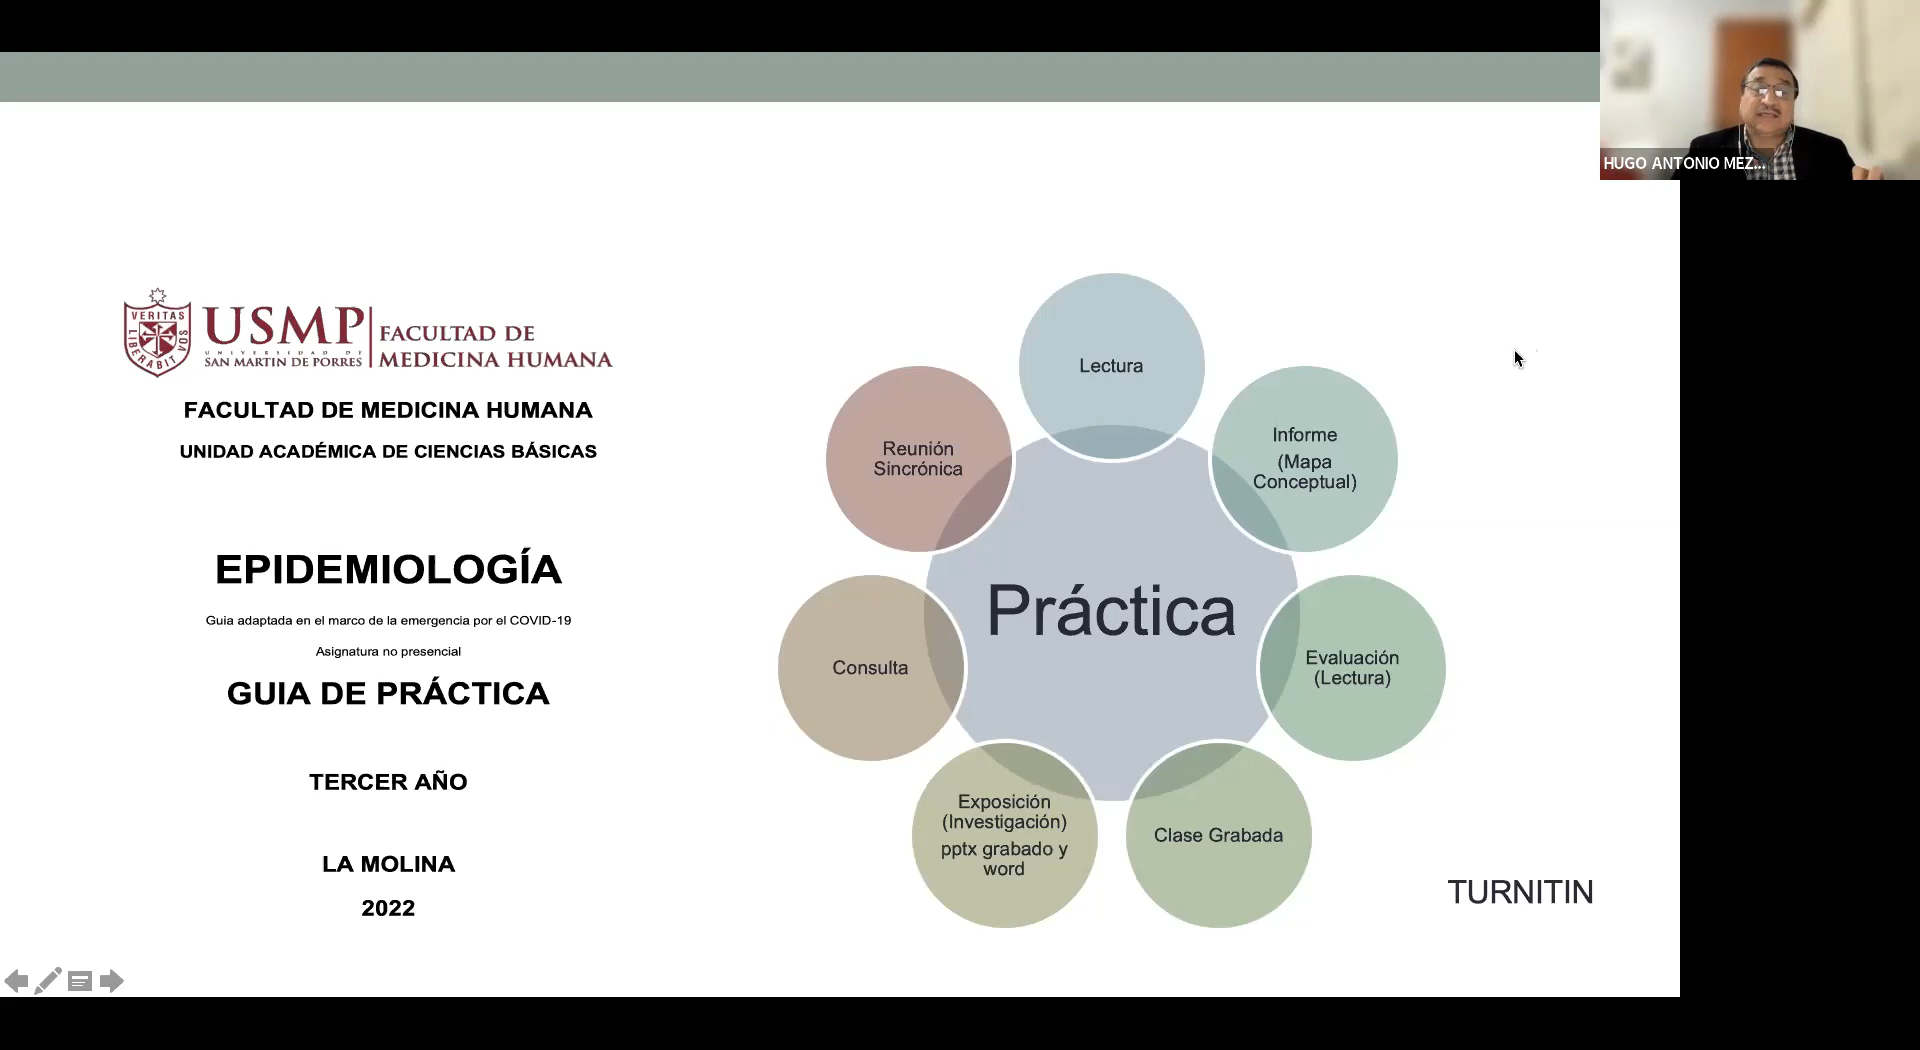 HUGO ANTONIO MEZ...
VERITAS
LIBERABIT VOS
USMP
UNIVERSIDAD DE
SAN MARTIN DE PORRES
FACULTAD DE
MEDICINA HUMANA
FACULTAD DE MEDICINA HUMANA
UNIDAD ACADÉMICA DE CIENCIAS BÁSICAS
EPIDEMIOLOGÍA
Guia adaptada en el marco de la emergencia por el COVID-19
Asignatura no presencial
GUIA DE PRÁCTICA
TERCER AÑO
LA MOLINA
2022
Práctica
Lectura
Informe
(Mapa
Conceptual)
Evaluación
(Lectura)
Clase Grabada
Exposición
(Investigación)
pptx grabado y
word
Consulta
Reunión
Sincrónica
TURNITIN